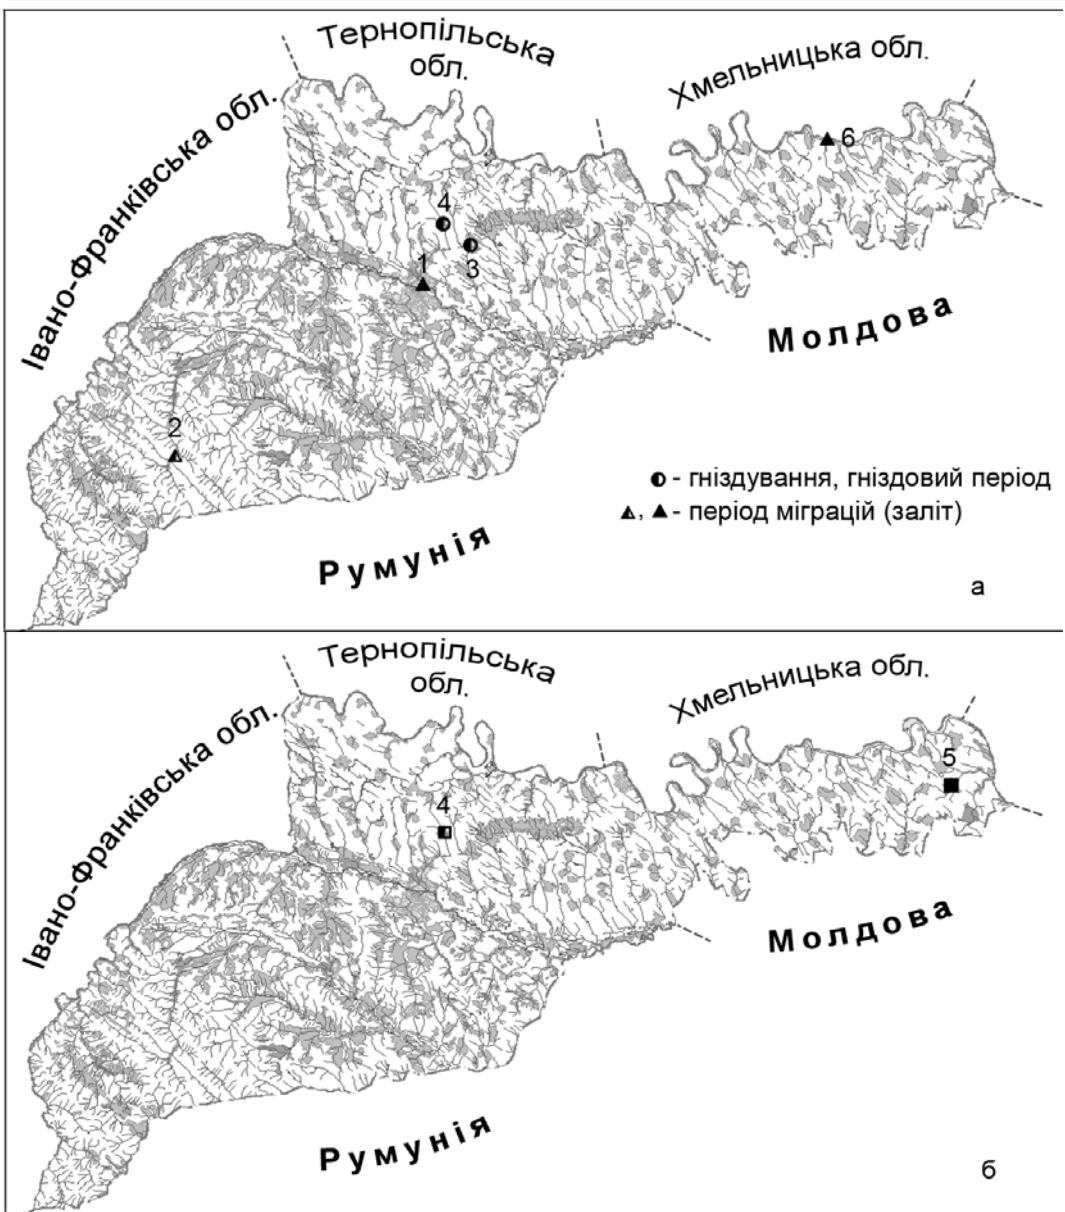 Тернопільська
обл.
Хмельницька обл.
Івано-Франківська обл.
6
4
3
1
Молдова
2
- гніздування, гніздовий період
, - період міграцій (заліт)
Румунія
а
Тернопільська
обл.
Хмельницька обл.
Івано-Франківська обл.
5
4
Молдова
Румунія
б